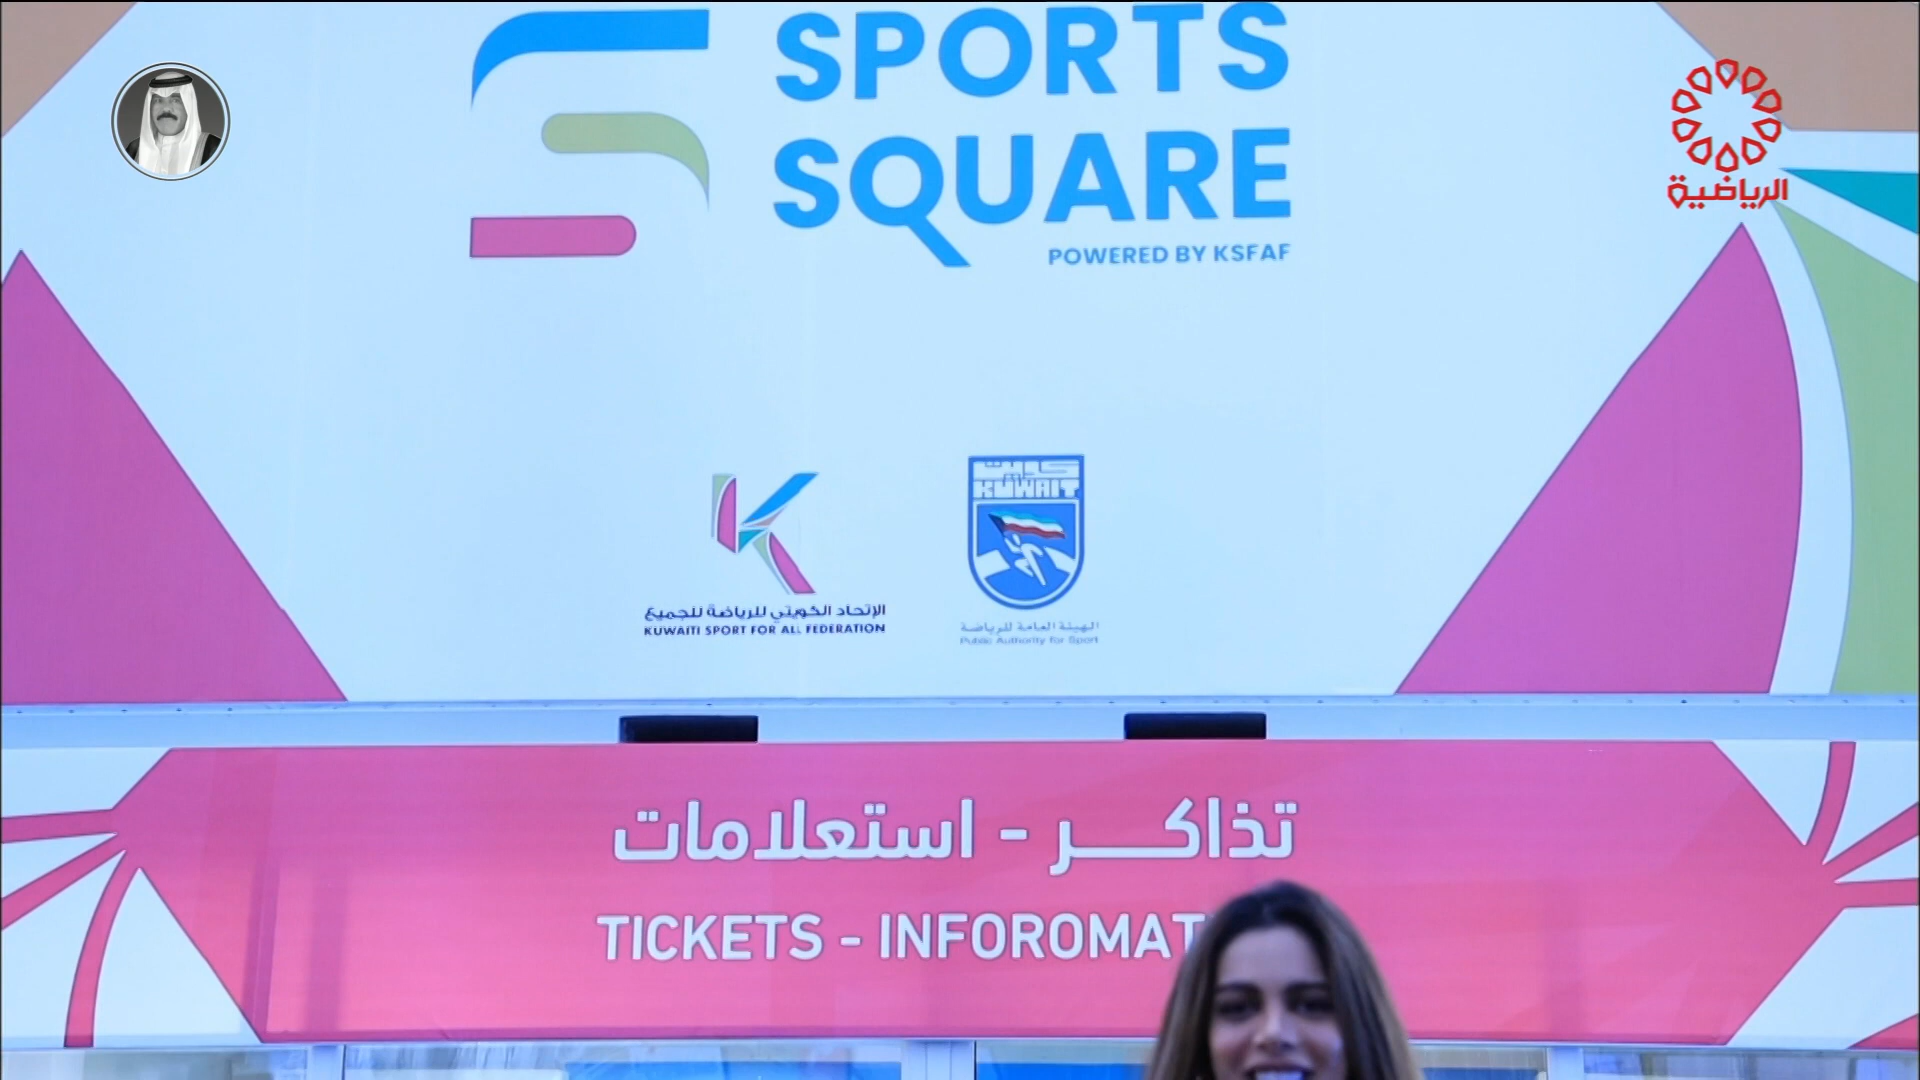 SPORTS
SQUARE
POWERED BY KSFAF
الرياضية
كويت
KUWAIT
الإتحاد الكويتي للرياضة للجميع
KUWAITI SPORT FOR ALL FEDERATION
الهيئة العامة للرياضة
Public Authority for Sport
تذاكــر - استعلامات
TICKETS - INFOROMAT